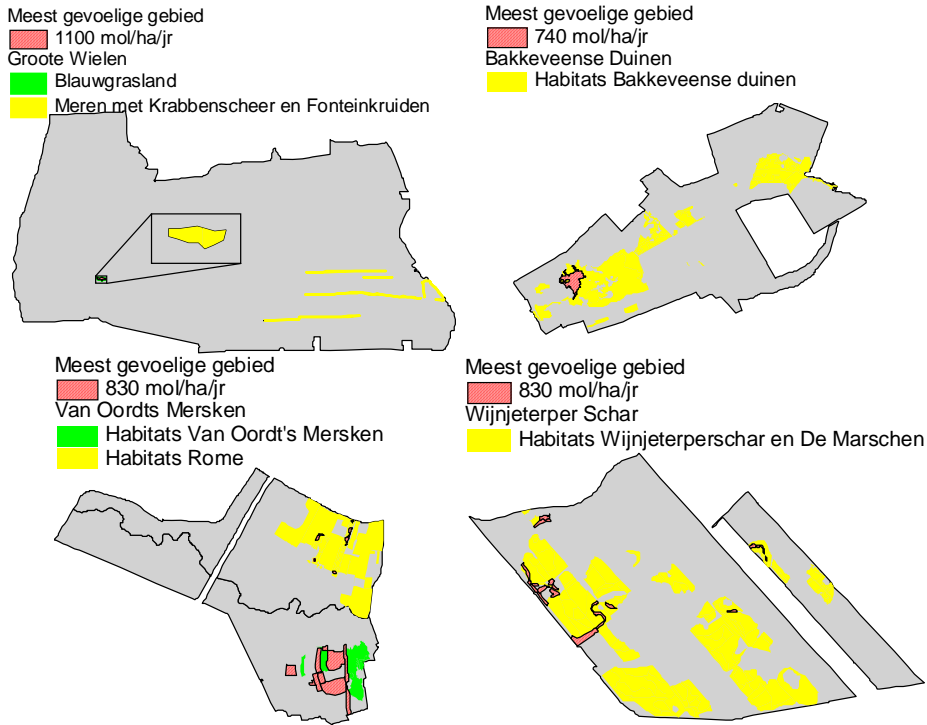 Meest gevoelige gebied
1100 mol/ha/jr
Groote Wielen
Blauwgrasland
Meren met Krabbenscheer en Fonteinkruiden
Meest gevoelige gebied
740 mol/ha/jr
Bakkeveense Duinen
Habitats Bakkeveense duinen
Meest gevoelige gebied
830 mol/ha/jr
Van Oordts Mersken
Habitats Van Oordt's Mersken
Habitats Rome
Meest gevoelige gebied
830 mol/ha/jr
Wijnjeterper Schar
Habitats Wijnjeterperschar en De Marschen